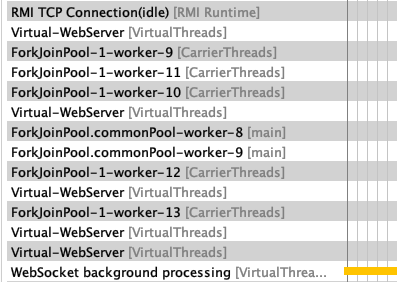 RMI TCP Connection(idle) [RMI Runtime]
Virtual-WebServer [VirtualThreads]
ForkJoinPool-1-worker-9 [CarrierThreads]
ForkJoinPool-1-worker-11 [CarrierThreads]
ForkJoinPool-1-worker-10 [CarrierThreads]
Virtual-WebServer [VirtualThreads]
ForkJoinPool.commonPool-worker-8 [main]
ForkJoinPool.commonPool-worker-9 [main]
ForkJoinPool-1-worker-12 [CarrierThreads]
Virtual-WebServer [VirtualThreads]
ForkJoinPool-1-worker-13 [CarrierThreads]
Virtual-WebServer [VirtualThreads]
Virtual-WebServer [VirtualThreads]
WebSocket background processing [VirtualThrea...